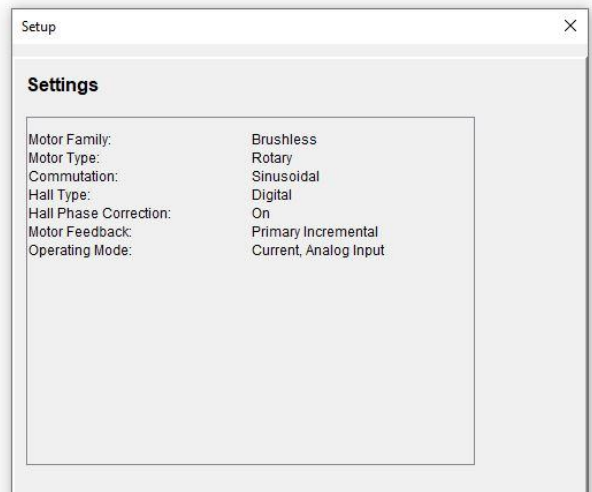 Setup
Settings
Motor Family: Brushless
Motor Type: Rotary
Commutation: Sinusoidal
Hall Type: Digital
Hall Phase Correction: On
Motor Feedback: Primary Incremental
Operating Mode: Current, Analog Input